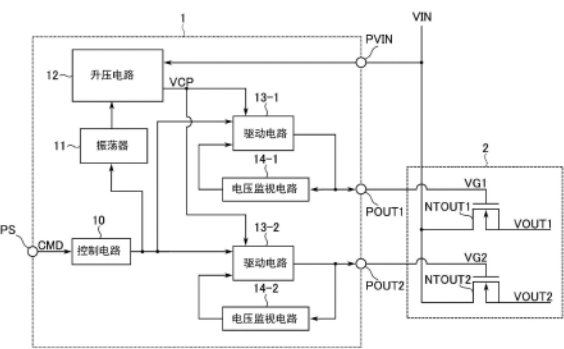 1
VIN
PVIN
12
升压电路
VCP
13-1
驱动电路
11
振荡器
14-1
电压监视电路
2
POUT1
VG1
NTOUT1
VOUT1
10
PS
CMD
控制电路
13-2
驱动电路
POUT2
VG2
NTOUT2
VOUT2
14-2
电压监视电路